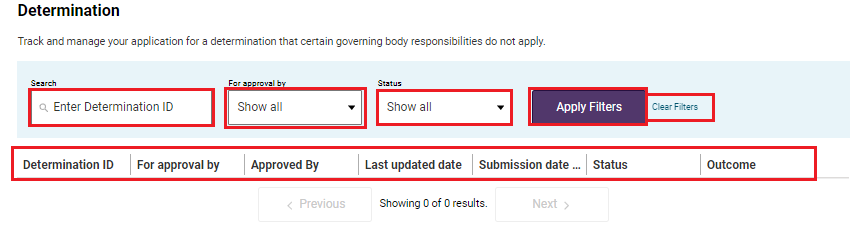 Determination
Track and manage your application for a determination that certain governing body responsibilities do not apply.
Search For approval by Status
Enter Determination ID Show all Show all Apply Filters Clear Filters
Determination ID For approval by Approved By Last updated date Submission date ... Status Outcome
Previous Showing 0 of 0 results. Next